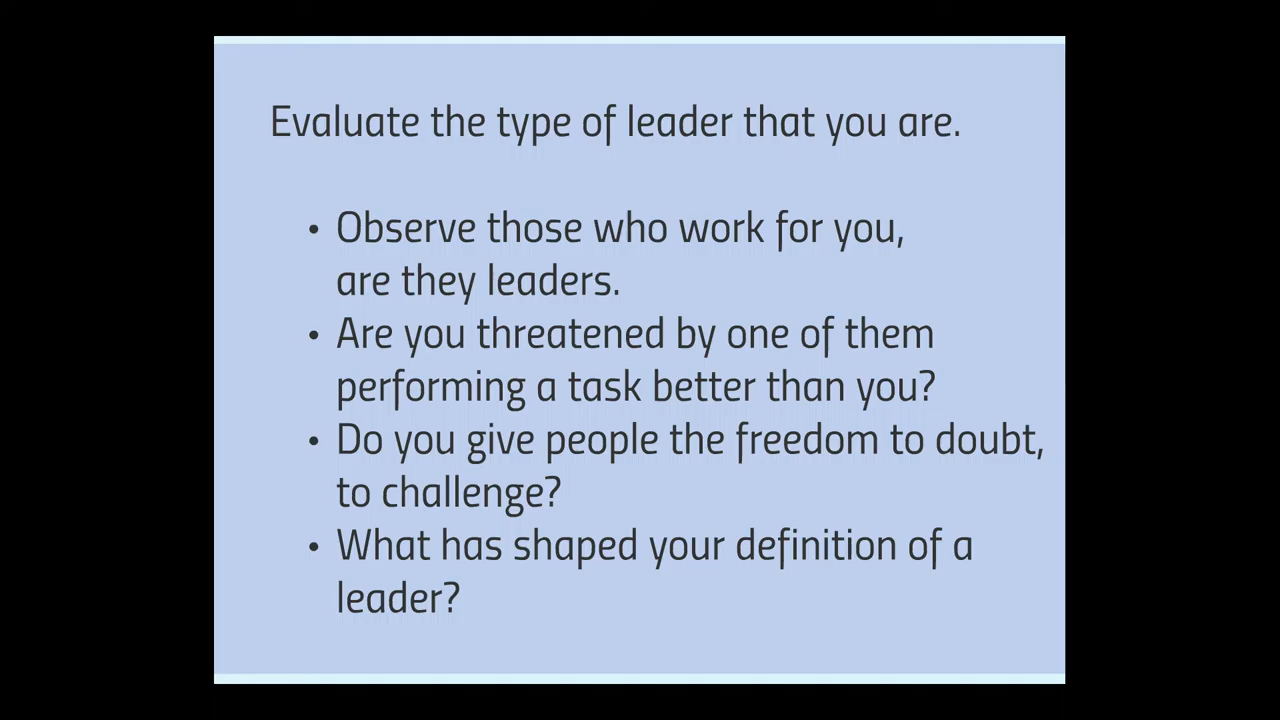 Evaluate the type of leader that you are.
• Observe those who work for you,
are they leaders.
• Are you threatened by one of them
performing a task better than you?
• Do you give people the freedom to doubt,
to challenge?
• What has shaped your definition of a
leader?